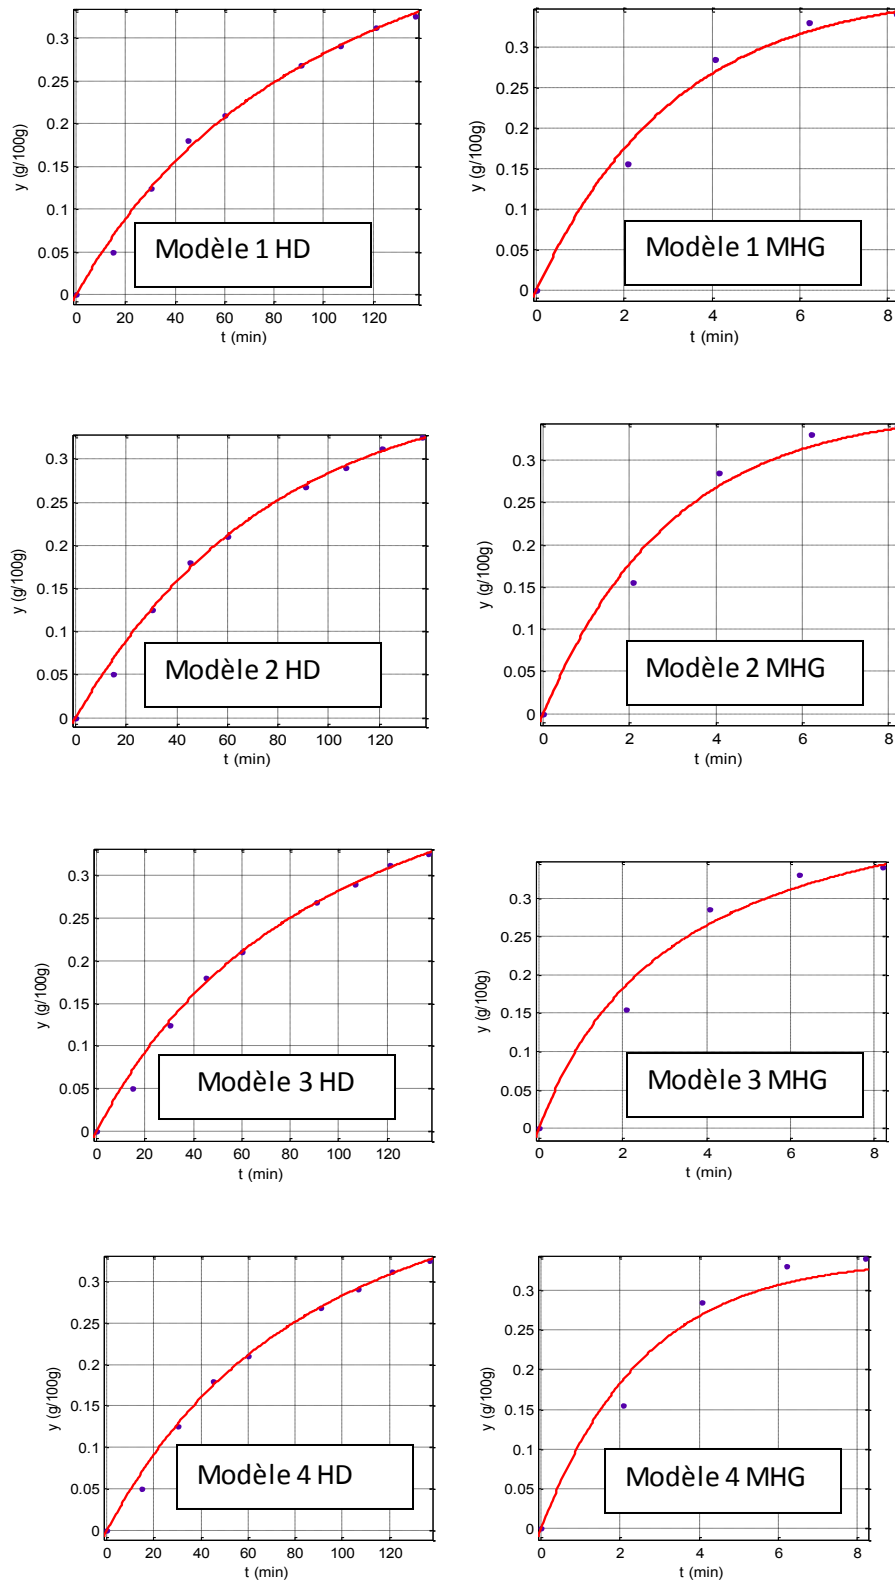 0.3
0.25
0.2
0.15
0.1
0.05
0
y (g/100g)
Modèle 1 HD
0 20 40 60 80 100 120
t (min)
0.3
0.25
0.2
0.15
0.1
0.05
0
y (g/100g)
Modèle 1 MHG
0 2 4 6 8
t (min)
0.3
0.25
0.2
0.15
0.1
0.05
0
y (g/100g)
Modèle 2 HD
0 20 40 60 80 100 120
t (min)
0.3
0.25
0.2
0.15
0.1
0.05
0
y (g/100g)
Modèle 2 MHG
0 2 4 6 8
t (min)
0.3
0.25
0.2
0.15
0.1
0.05
0
y (g/100g)
Modèle 3 HD
0 20 40 60 80 100 120
t (min)
0.3
0.25
0.2
0.15
0.1
0.05
0
y (g/100g)
Modèle 3 MHG
0 2 4 6 8
t (min)
0.3
0.25
0.2
0.15
0.1
0.05
0
y (g/100g)
Modèle 4 HD
0 20 40 60 80 100 120
t (min)
0.3
0.25
0.2
0.15
0.1
0.05
0
y (g/100g)
Modèle 4 MHG
0 2 4 6 8
t (min)